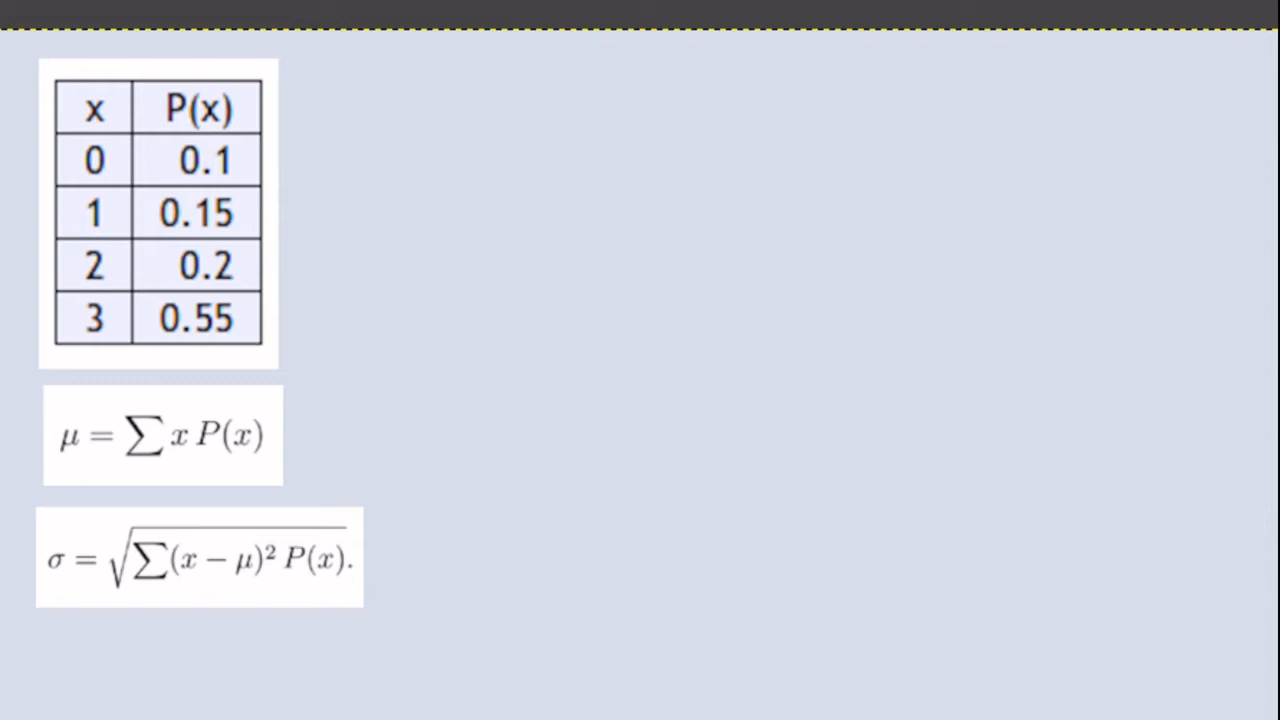 x P(x)
0 0.1
1 0.15
2 0.2
3 0.55
μ = ∑ x P(x)
σ = √∑(x − μ)² P(x).